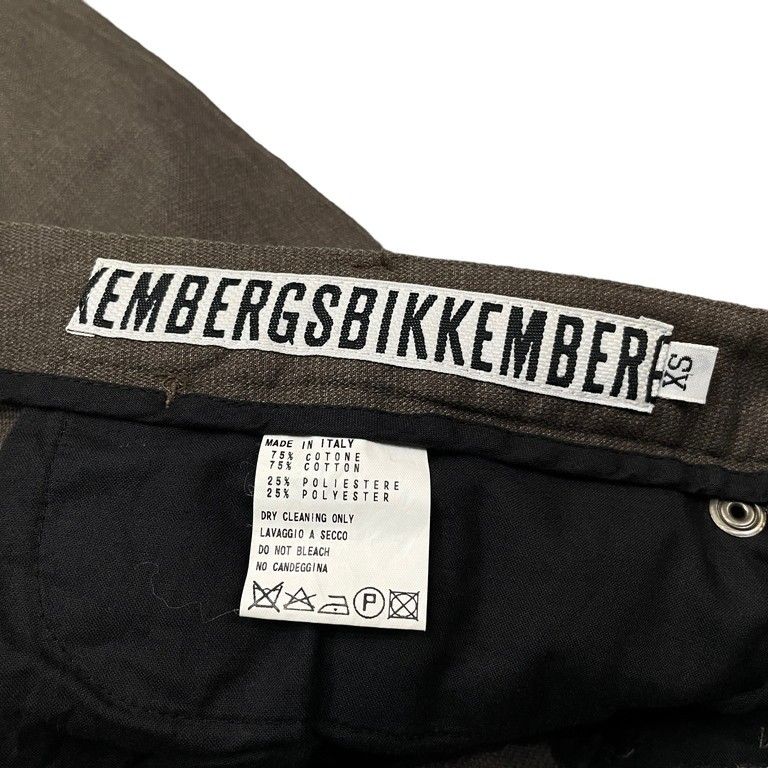 KEMBERGSBIKKEMBERG
XS
MADE IN ITALY
75% COTONE
75% COTTON
25% POLIESTERE
25% POLYESTER
DRY CLEANING ONLY
LAVAGGIO A SECCO
DO NOT BLEACH
NO CANDEGGINA
P